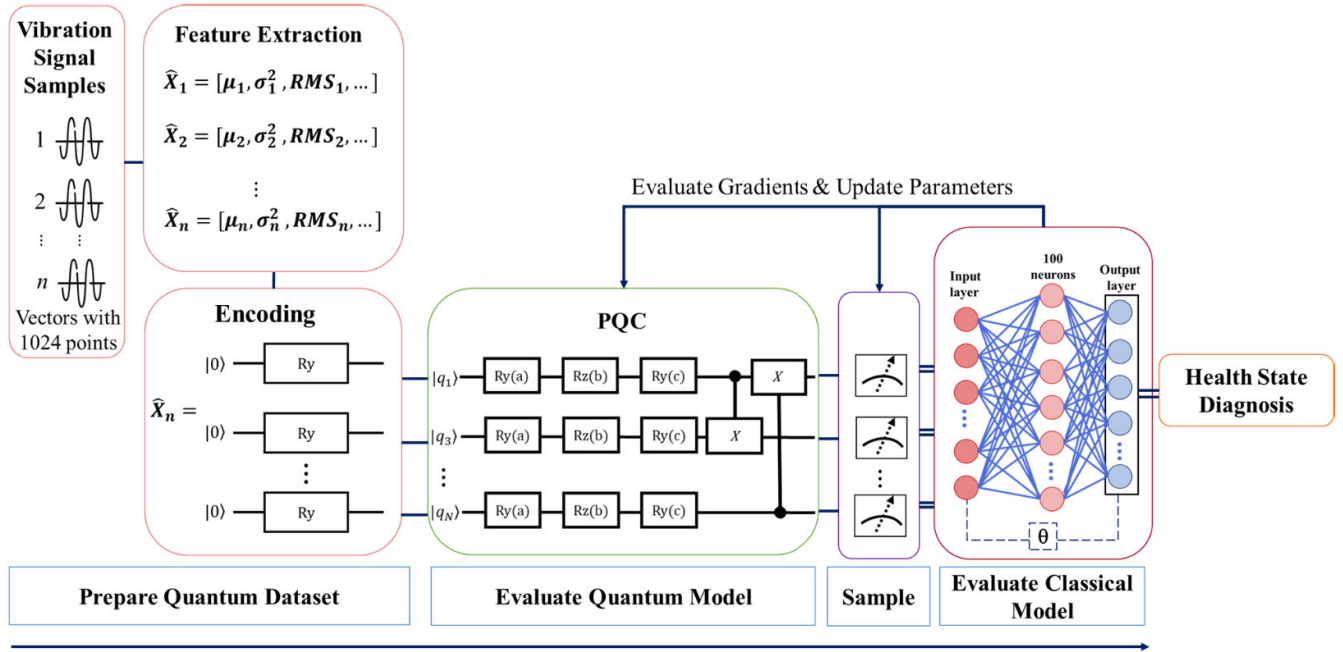 Vibration
Signal
Samples
1
2
⋮ ⋮
n
Vectors with
1024 points
Feature Extraction
X̂₁ = [μ₁, σ₁², RMS₁, ...]
X̂₂ = [μ₂, σ₂², RMS₂, ...]
⋮
X̂ₙ = [μₙ, σₙ², RMSₙ, ...]
Encoding
X̂ₙ =
|0⟩ Ry
|0⟩ Ry
⋮ ⋮
|0⟩ Ry
Evaluate Gradients & Update Parameters
PQC
|q₁⟩ Ry(a) Rz(b) Ry(c) X
|q₃⟩ Ry(a) Rz(b) Ry(c) X
⋮
|q_N⟩ Ry(a) Rz(b) Ry(c)
Input
layer
100
neurons
Output
layer
θ
Health State
Diagnosis
Prepare Quantum Dataset
Evaluate Quantum Model
Sample
Evaluate Classical
Model